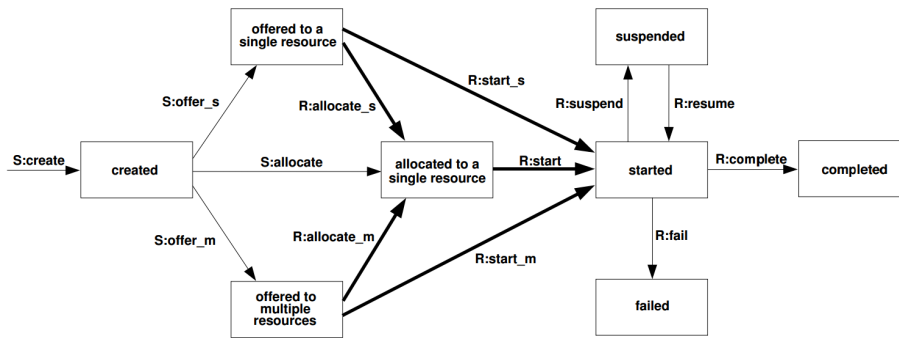 offered to a
single resource
suspended
S:offer_s
R:start_s
R:allocate_s
R:suspend
R:resume
S:create
created
S:allocate
allocated to a
single resource
R:start
started
R:complete
completed
S:offer_m
R:allocate_m
R:start_m
R:fail
offered to
multiple
resources
failed